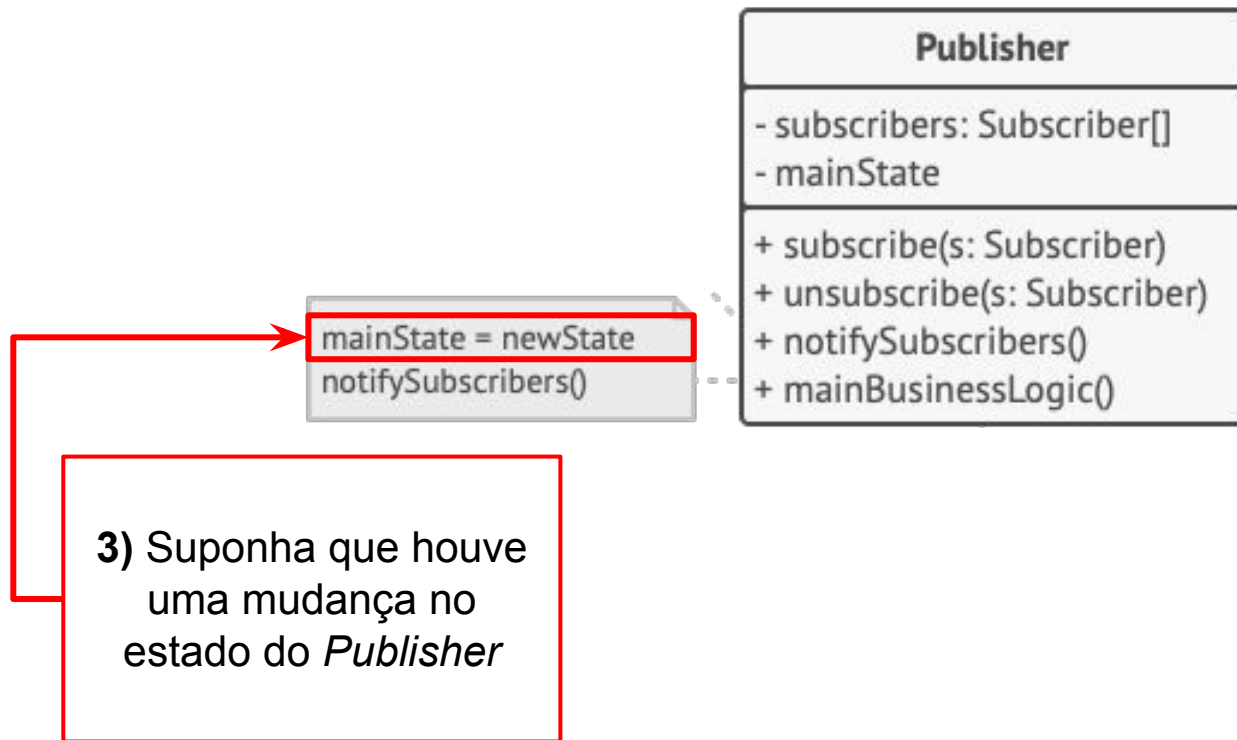 Publisher
- subscribers: Subscriber[]
- mainState
+ subscribe(s: Subscriber)
+ unsubscribe(s: Subscriber)
+ notifySubscribers()
+ mainBusinessLogic()
mainState = newState
notifySubscribers()
3) Suponha que houve
uma mudança no
estado do Publisher